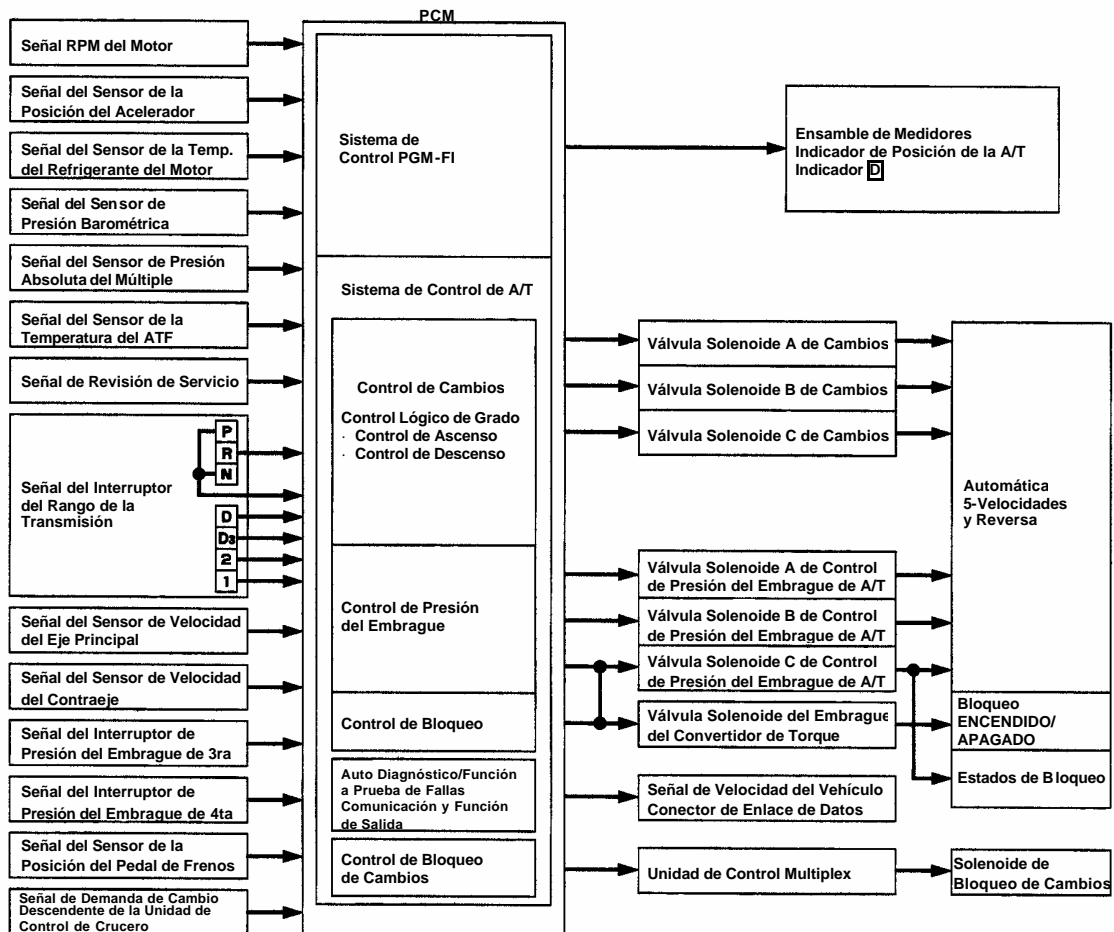 PCM
Señal RPM del Motor
Señal del Sensor de la
Posición del Acelerador
Señal del Sensor de la Temp.
del Refrigerante del Motor
Señal del Sensor de
Presión Barométrica
Señal del Sensor de Presión
Absoluta del Múltiple
Señal del Sensor de la
Temperatura del ATF
Señal de Revisión de Servicio
Señal del Interruptor
del Rango de la
Transmisión
P
R
N
D
D3
2
1
Señal del Sensor de Velocidad
del Eje Principal
Señal del Sensor de Velocidad
del Contraeje
Señal del Interruptor de
Presión del Embrague de 3ra
Señal del Interruptor de
Presión del Embrague de 4ta
Señal del Sensor de la
Posición del Pedal de Frenos
Señal de Demanda de Cambio
Descendente de la Unidad de
Control de Crucero
Sistema de
Control PGM-FI
Sistema de Control de A/T
Control de Cambios
Control Lógico de Grado
· Control de Ascenso
· Control de Descenso
Control de Presión
del Embrague
Control de Bloqueo
Auto Diagnóstico/Función
a Prueba de Fallas
Comunicación y Función
de Salida
Control de Bloqueo
de Cambios
Ensamble de Medidores
Indicador de Posición de la A/T
Indicador D
Válvula Solenoide A de Cambios
Válvula Solenoide B de Cambios
Válvula Solenoide C de Cambios
Válvula Solenoide A de Control
de Presión del Embrague de A/T
Válvula Solenoide B de Control
de Presión del Embrague de A/T
Válvula Solenoide C de Control
de Presión del Embrague de A/T
Válvula Solenoide del Embrague
del Convertidor de Torque
Señal de Velocidad del Vehículo
Conector de Enlace de Datos
Unidad de Control Multiplex
Automática
5-Velocidades
y Reversa
Bloqueo
ENCENDIDO/
APAGADO
Estados de Bloqueo
Solenoide de
Bloqueo de Cambios